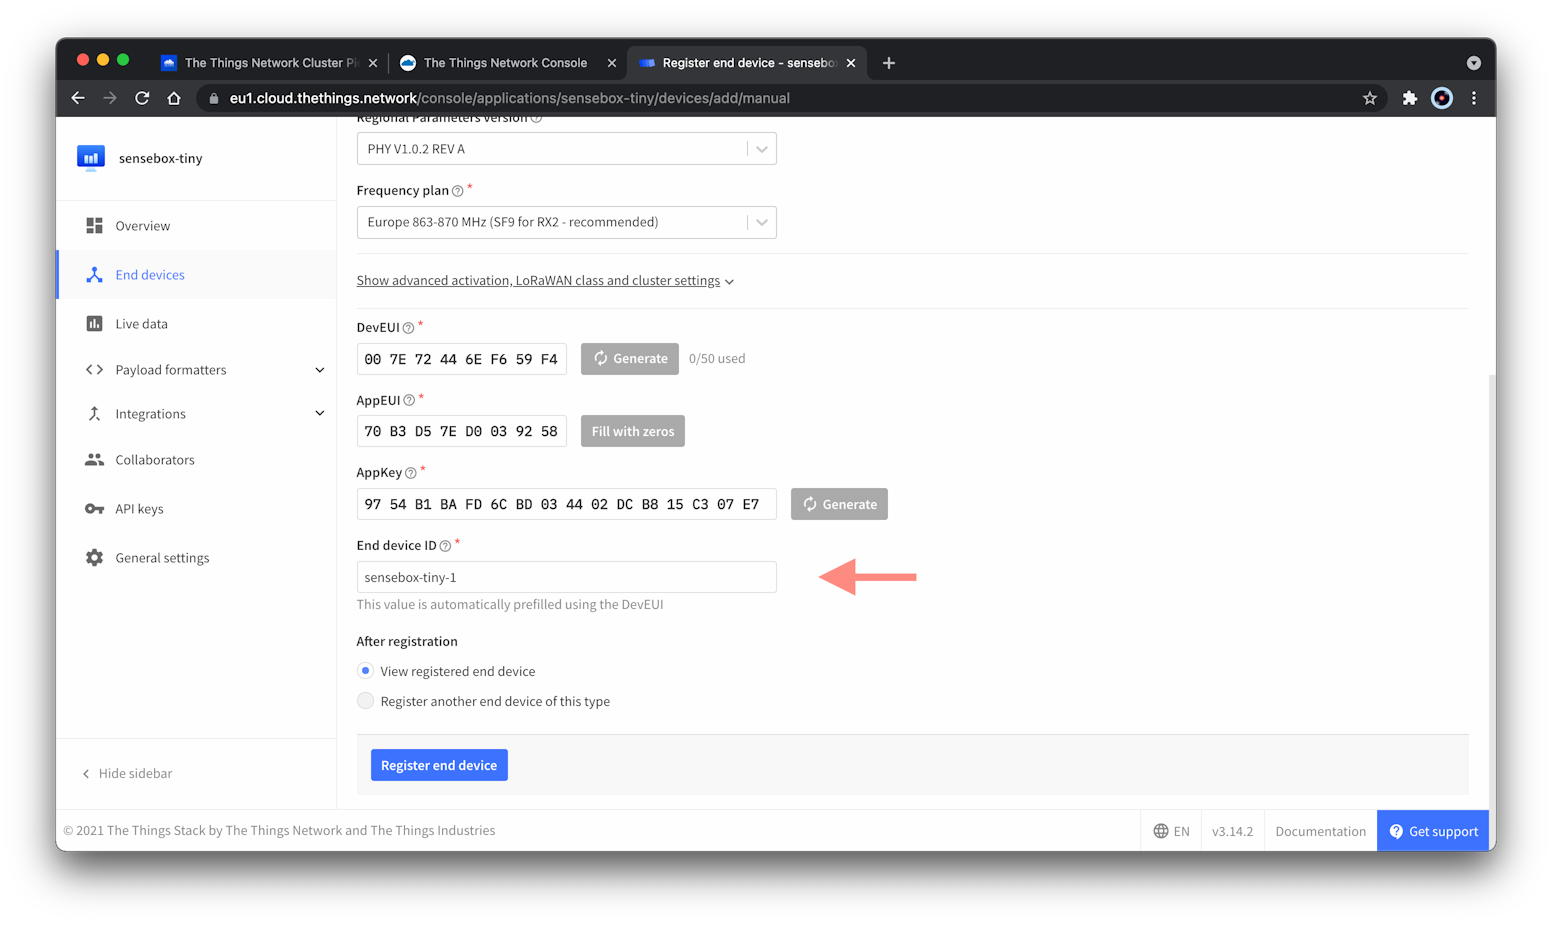 The Things Network Cluster Pi
The Things Network Console
Register end device - sensebo
eu1.cloud.thethings.network/console/applications/sensebox-tiny/devices/add/manual
sensebox-tiny
Overview
End devices
Live data
Payload formatters
Integrations
Collaborators
API keys
General settings
Hide sidebar
Regional Parameters version
PHY V1.0.2 REV A
Frequency plan *
Europe 863-870 MHz (SF9 for RX2 - recommended)
Show advanced activation, LoRaWAN class and cluster settings
DevEUI *
00 7E 72 44 6E F6 59 F4 Generate 0/50 used
AppEUI *
70 B3 D5 7E D0 03 92 58 Fill with zeros
AppKey *
97 54 B1 BA FD 6C BD 03 44 02 DC B8 15 C3 07 E7 Generate
End device ID *
sensebox-tiny-1
This value is automatically prefilled using the DevEUI
After registration
View registered end device
Register another end device of this type
Register end device
© 2021 The Things Stack by The Things Network and The Things Industries
EN
v3.14.2
Documentation
Get support